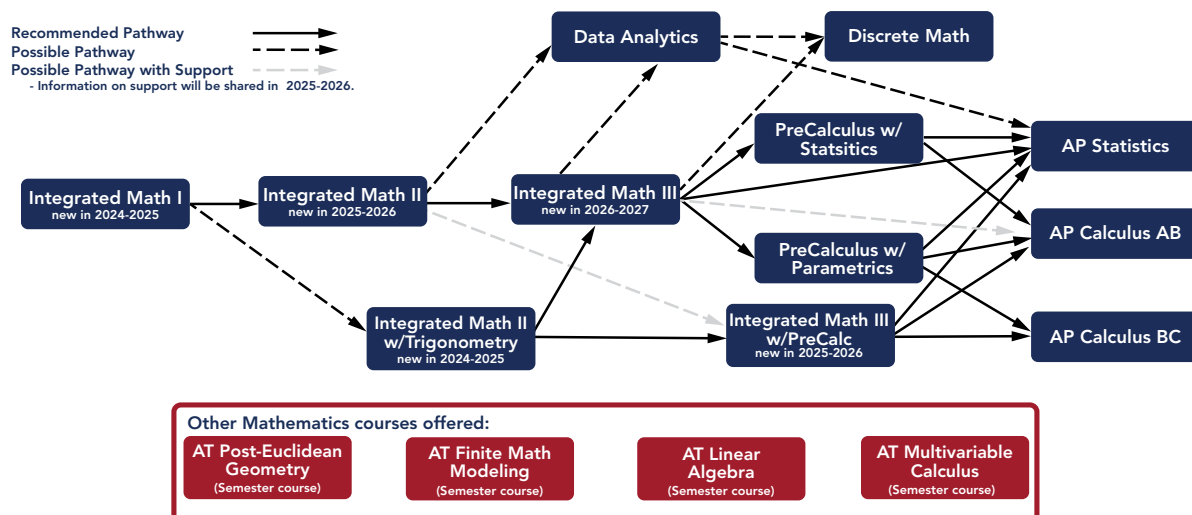 Recommended Pathway
Possible Pathway
Possible Pathway with Support
- Information on support will be shared in 2025-2026.
Data Analytics
Discrete Math
PreCalculus w/
Statsitics
AP Statistics
Integrated Math I
new in 2024-2025
Integrated Math II
new in 2025-2026
Integrated Math III
new in 2026-2027
AP Calculus AB
PreCalculus w/
Parametrics
Integrated Math II
w/Trigonometry
new in 2024-2025
Integrated Math III
w/PreCalc
new in 2025-2026
AP Calculus BC
Other Mathematics courses offered:
AT Post-Euclidean
Geometry
(Semester course)
AT Finite Math
Modeling
(Semester course)
AT Linear
Algebra
(Semester course)
AT Multivariable
Calculus
(Semester course)